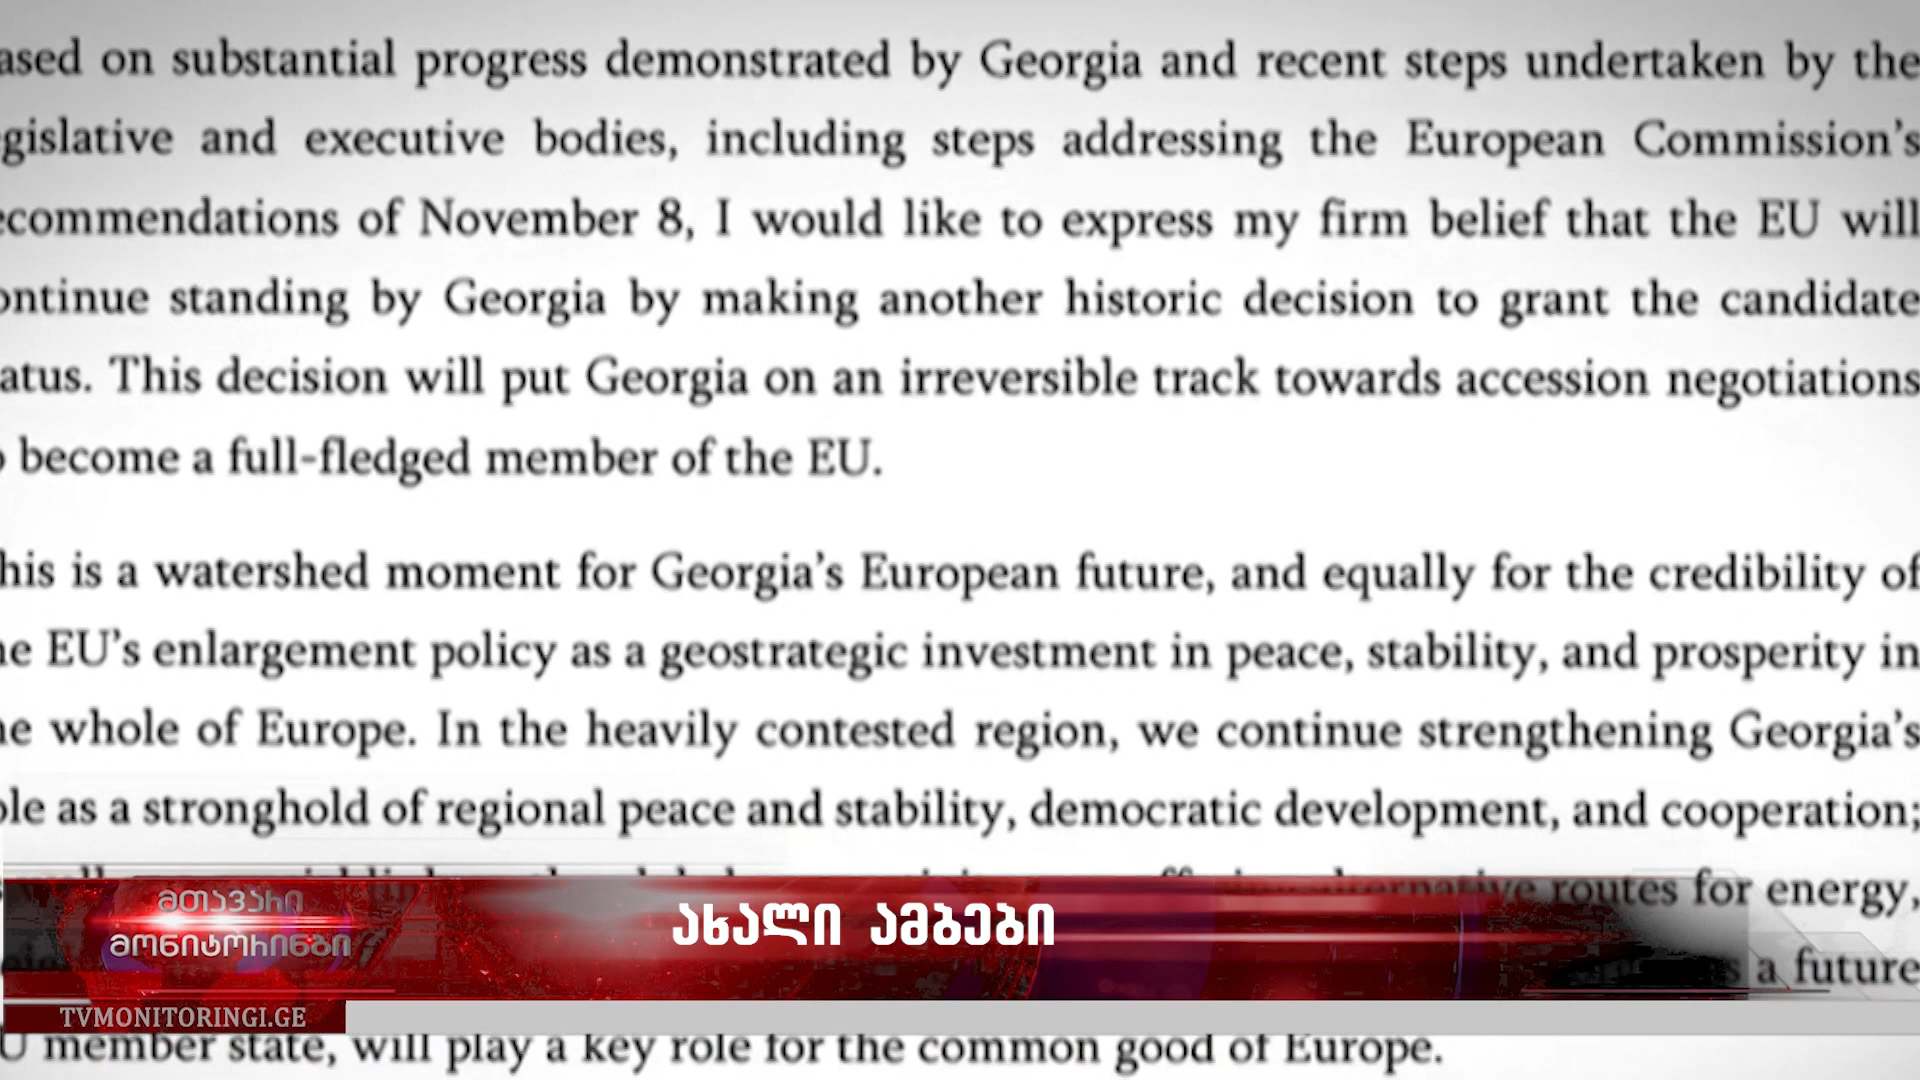 ased on substantial progress demonstrated by Georgia and recent steps undertaken by the
gislative and executive bodies, including steps addressing the European Commission's
ecommendations of November 8, I would like to express my firm belief that the EU will
ontinue standing by Georgia by making another historic decision to grant the candidate
atus. This decision will put Georgia on an irreversible track towards accession negotiations
o become a full-fledged member of the EU.
his is a watershed moment for Georgia's European future, and equally for the credibility of
he EU's enlargement policy as a geostrategic investment in peace, stability, and prosperity in
he whole of Europe. In the heavily contested region, we continue strengthening Georgia's
ole as a stronghold of regional peace and stability, democratic development, and cooperation;
alternative routes for energy,
მთავარი
მონიტორინგი
ახალი ამბები
s a future
TVMONITORINGI.GE
U member state, will play a key role for the common good of Europe.